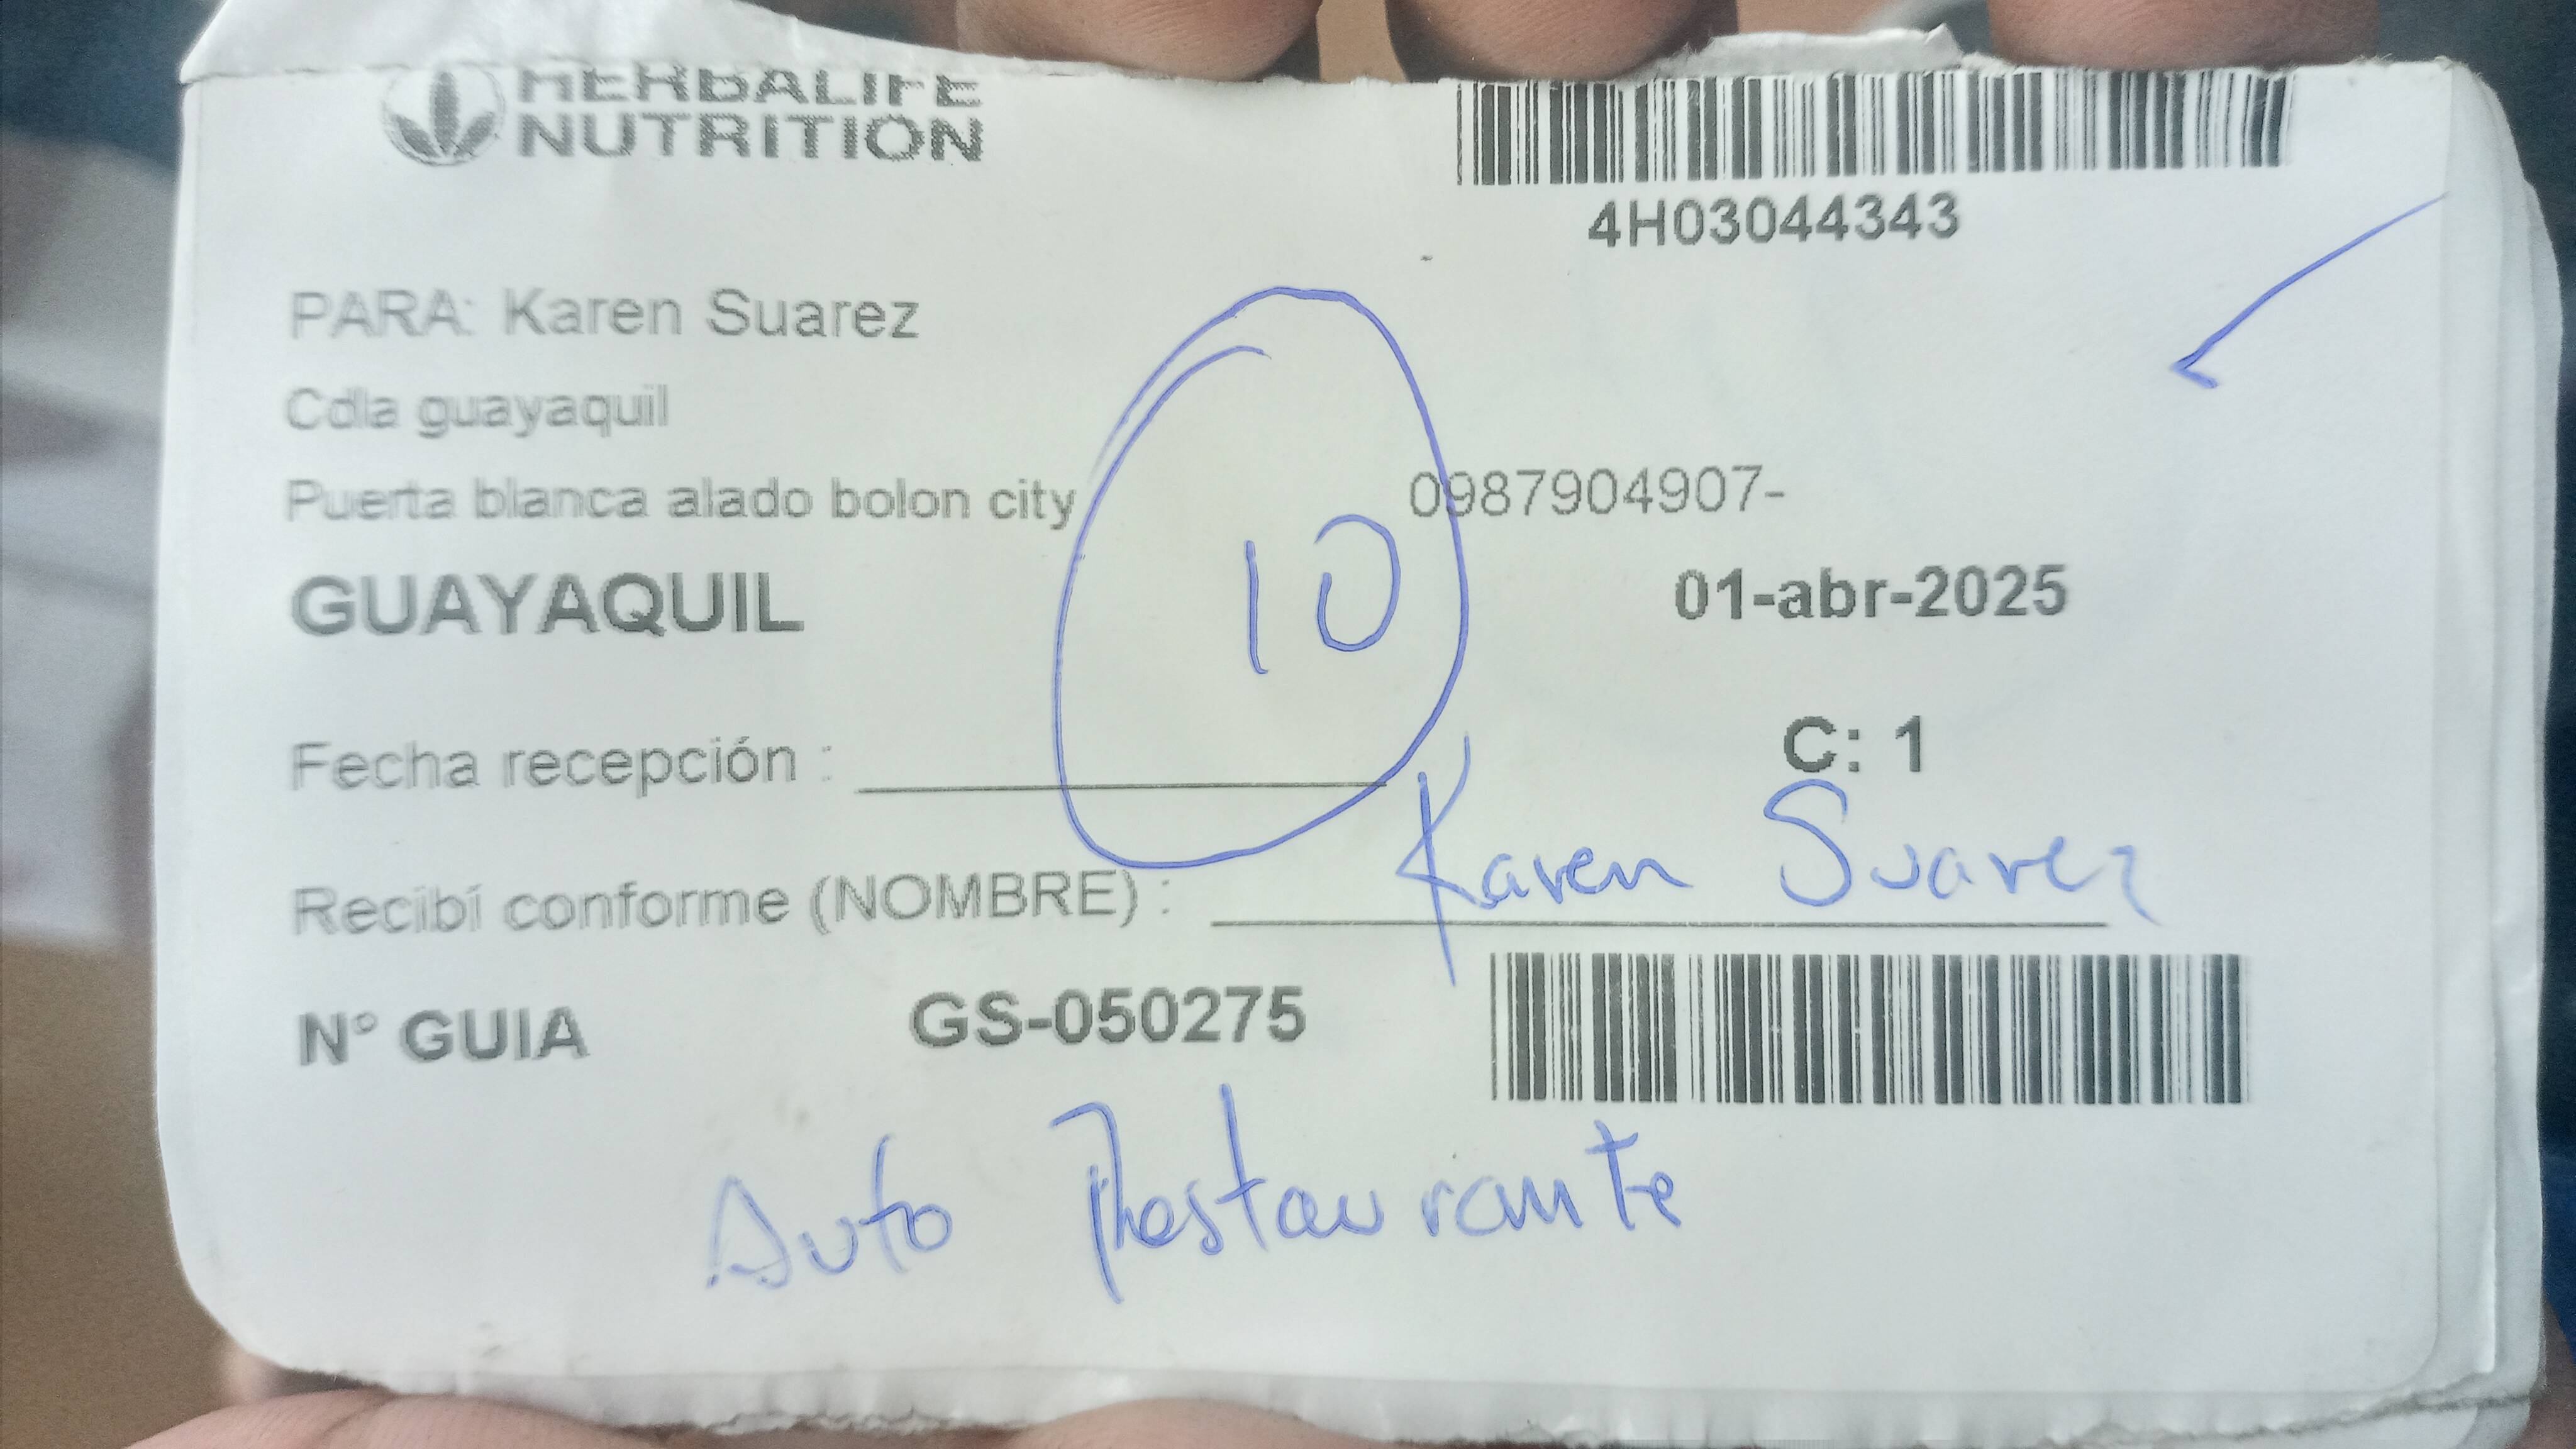 HERBALIFE
NUTRITION
4H03044343
PARA: Karen Suarez
Cdla guayaquil
Puerta blanca alado bolon city
0987904907-
10
GUAYAQUIL
01-abr-2025
Fecha recepción :
C: 1
Recibí conforme (NOMBRE) : Karen Suarez
N° GUIA GS-050275
Auto Restaurante